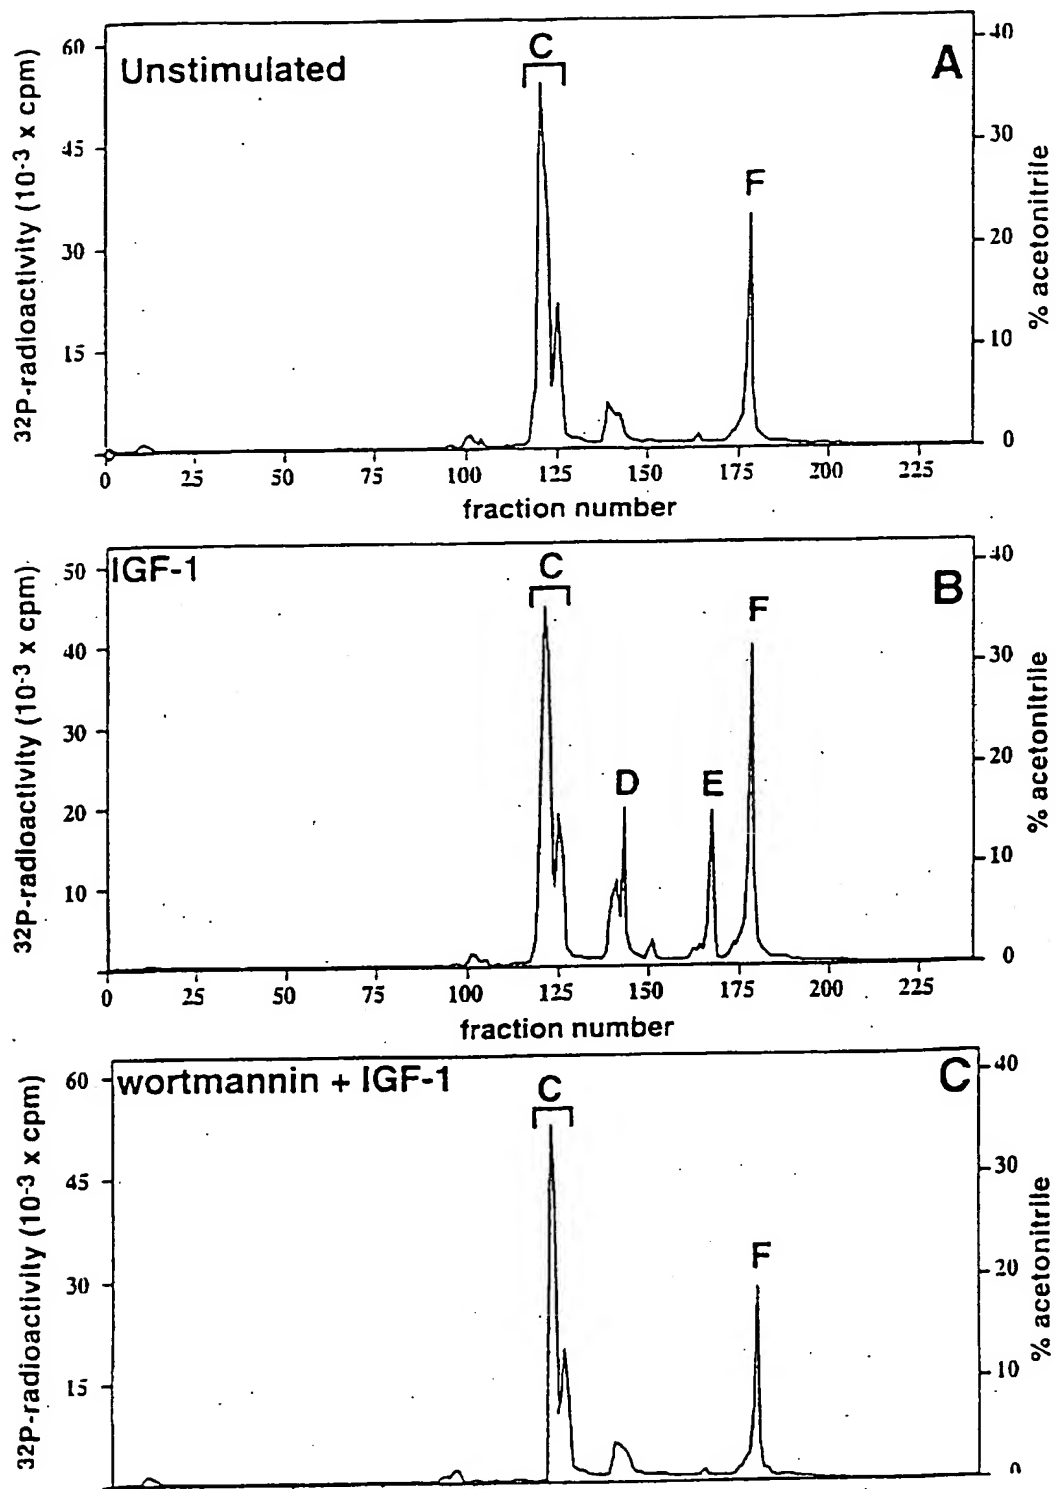 C
A
Unstimulated
F
60
45
30
15
40
30
20
10
0
32P-radioactivity (10-3 x cpm)
% acetonitrile
0 25 50 75 100 125 150 175 200 225
fraction number
IGF-1
C
B
D
E
F
50
40
30
20
10
40
30
20
10
0
32P-radioactivity (10-3 x cpm)
% acetonitrile
0 25 50 75 100 125 150 175 200 225
fraction number
wortmannin + IGF-1
C
C
F
60
45
30
15
40
30
20
10
0
32P-radioactivity (10-3 x cpm)
% acetonitrile